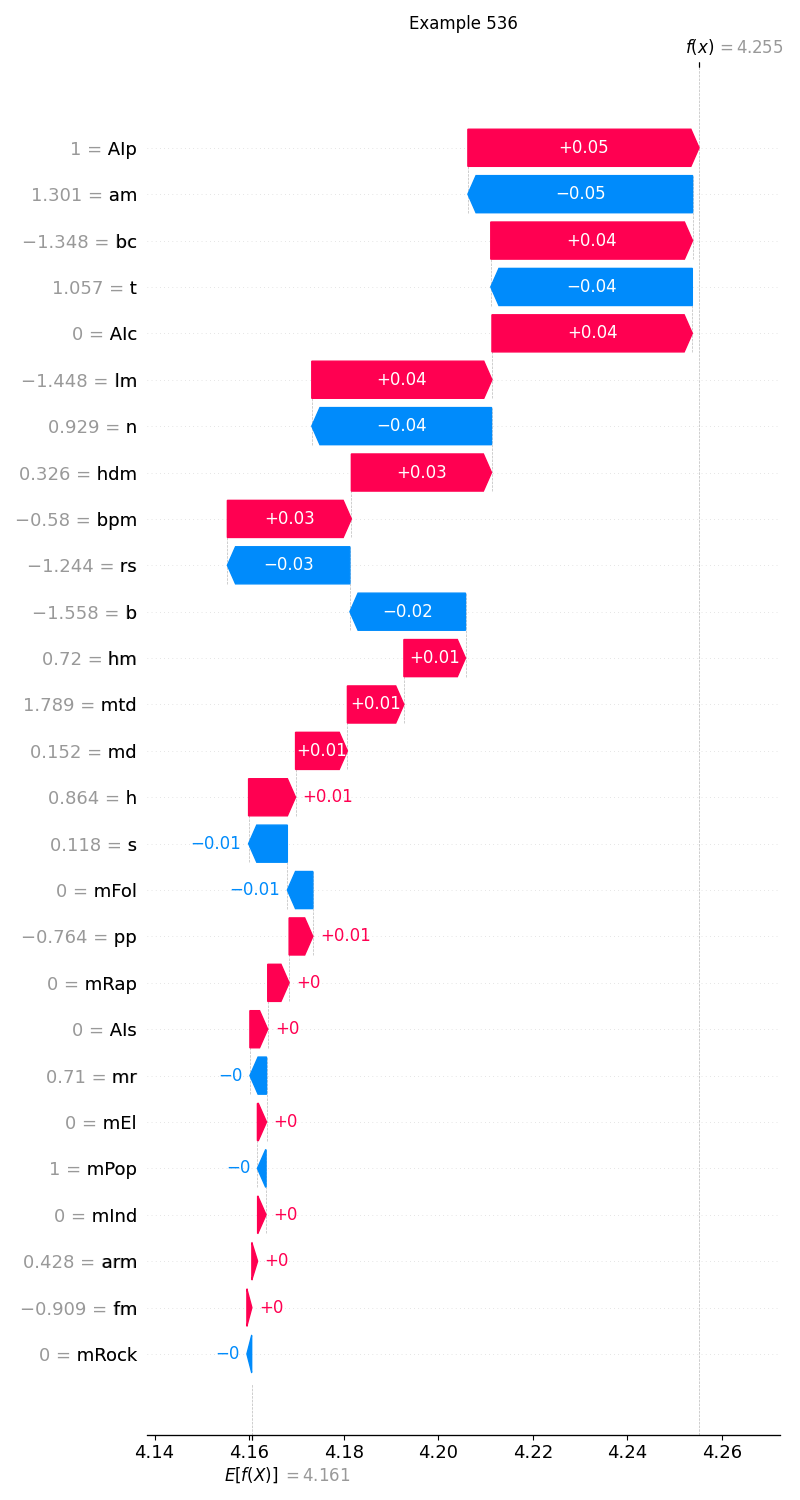 Example 536
f(x) = 4.255
1 = AIp
+0.05
1.301 = am
−0.05
−1.348 = bc
+0.04
1.057 = t
−0.04
0 = AIc
+0.04
−1.448 = lm
+0.04
0.929 = n
−0.04
0.326 = hdm
+0.03
−0.58 = bpm
+0.03
−1.244 = rs
−0.03
−1.558 = b
−0.02
0.72 = hm
+0.01
1.789 = mtd
+0.01
0.152 = md
+0.01
0.864 = h
+0.01
0.118 = s
−0.01
0 = mFol
−0.01
−0.764 = pp
+0.01
0 = mRap
+0
0 = AIs
+0
0.71 = mr
−0
0 = mEl
+0
1 = mPop
−0
0 = mInd
+0
0.428 = arm
+0
−0.909 = fm
+0
0 = mRock
−0
4.14 4.16 4.18 4.20 4.22 4.24 4.26
E[f(X)] = 4.161